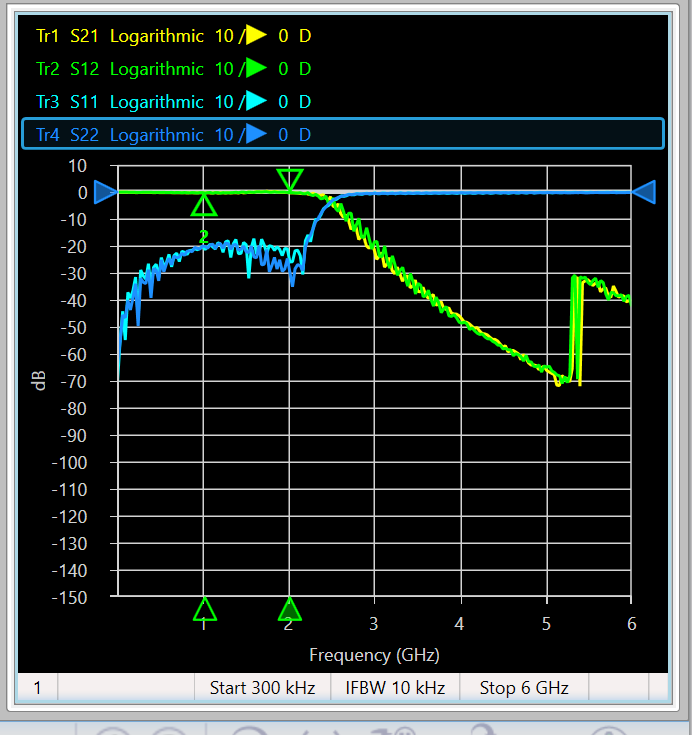 Tr1 S21 Logarithmic 10 / 0 D
Tr2 S12 Logarithmic 10 / 0 D
Tr3 S11 Logarithmic 10 / 0 D
Tr4 S22 Logarithmic 10 / 0 D
10
0
-10
-20
-30
-40
-50
-60
-70
-80
-90
-100
-110
-120
-130
-140
-150
dB
2
1 2 3 4 5 6
Frequency (GHz)
1 Start 300 kHz IFBW 10 kHz Stop 6 GHz